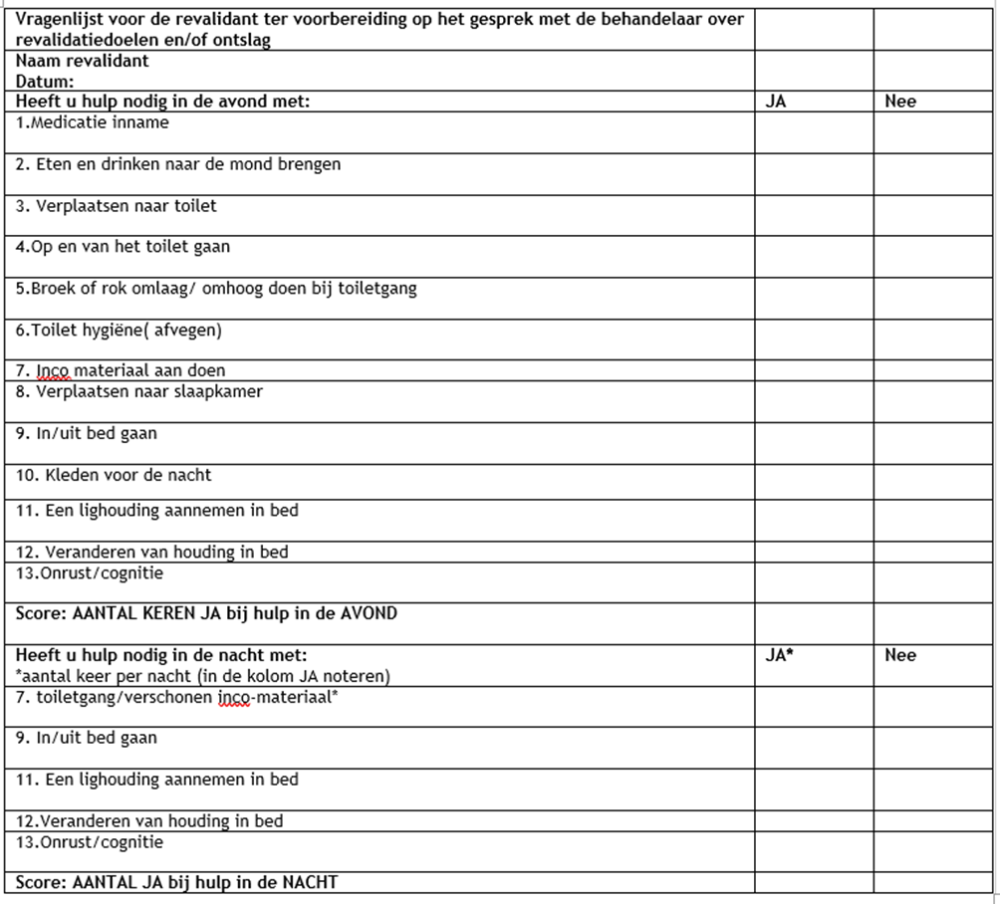 Vragenlijst voor de revalidant ter voorbereiding op het gesprek met de behandelaar over
revalidatiedoelen en/of ontslag
Naam revalidant
Datum:
Heeft u hulp nodig in de avond met: JA Nee
1.Medicatie inname
2. Eten en drinken naar de mond brengen
3. Verplaatsen naar toilet
4.Op en van het toilet gaan
5.Broek of rok omlaag/ omhoog doen bij toiletgang
6.Toilet hygiëne( afvegen)
7. Inco materiaal aan doen
8. Verplaatsen naar slaapkamer
9. In/uit bed gaan
10. Kleden voor de nacht
11. Een lighouding aannemen in bed
12. Veranderen van houding in bed
13.Onrust/cognitie
Score: AANTAL KEREN JA bij hulp in de AVOND
Heeft u hulp nodig in de nacht met: JA* Nee
*aantal keer per nacht (in de kolom JA noteren)
7. toiletgang/verschonen inco-materiaal*
9. In/uit bed gaan
11. Een lighouding aannemen in bed
12.Veranderen van houding in bed
13.Onrust/cognitie
Score: AANTAL JA bij hulp in de NACHT